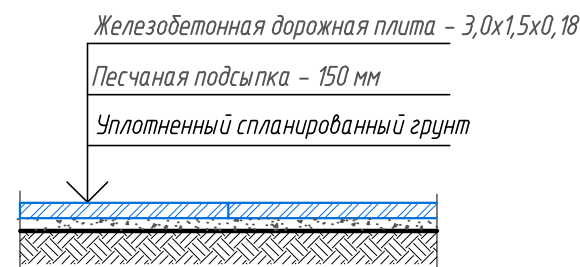 Железобетонная дорожная плита – 3,0х1,5х0,18
Песчаная подсыпка – 150 мм
Уплотненный спланированный грунт